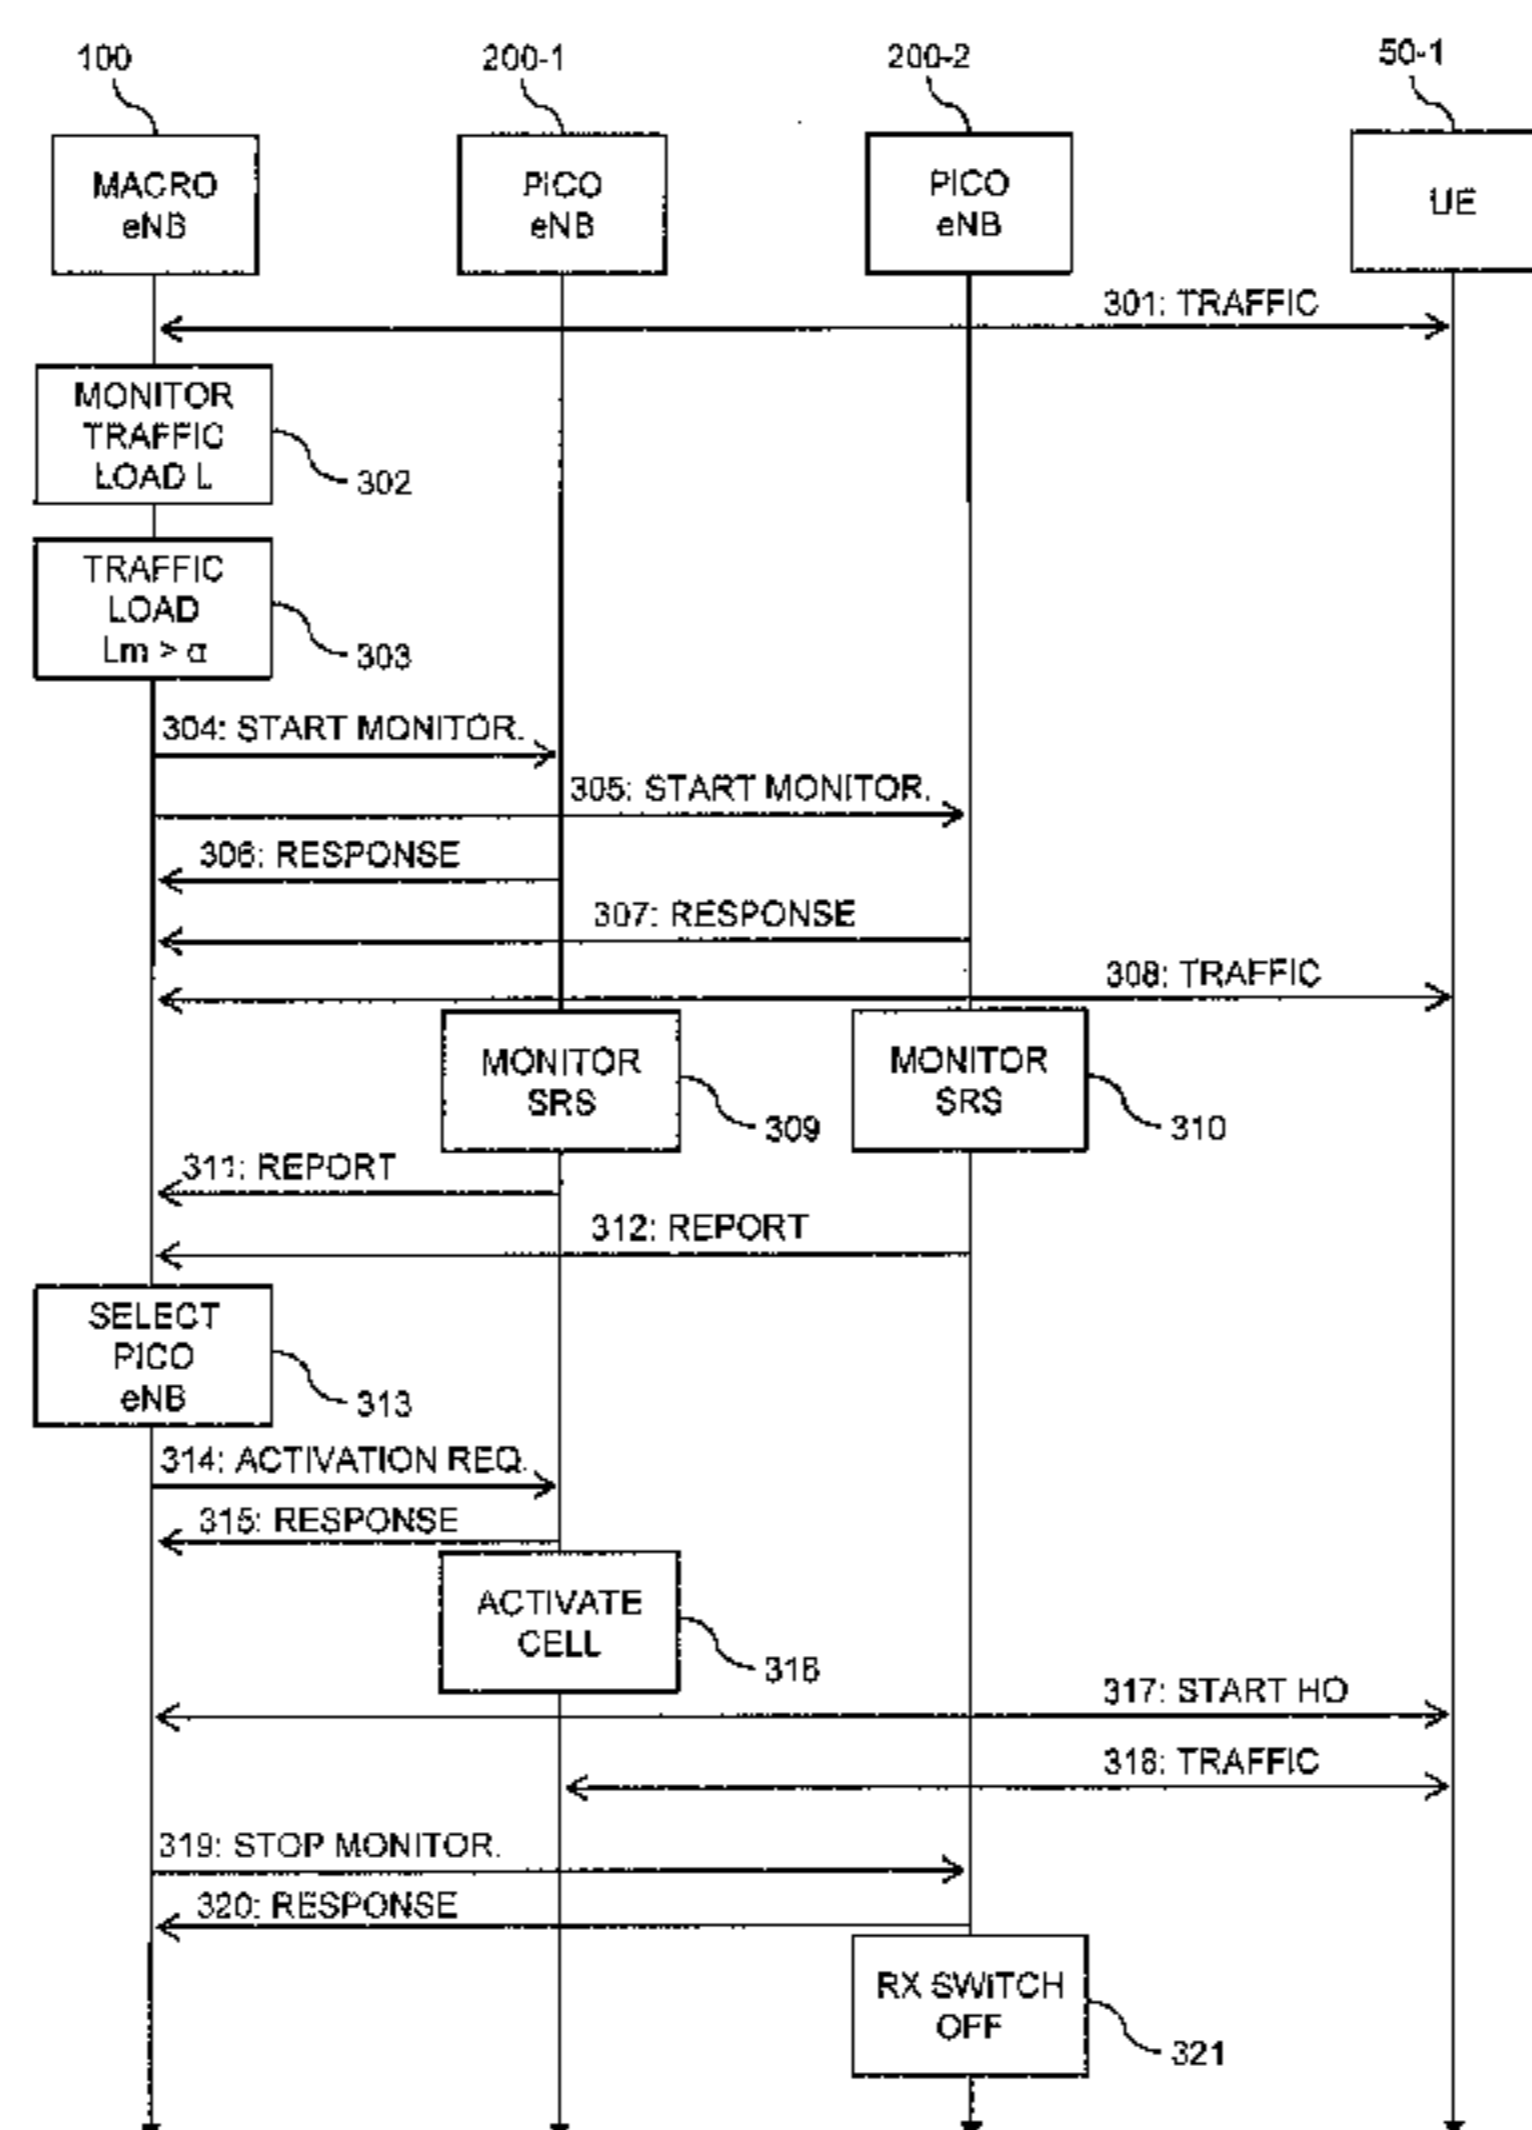 100
200-1
200-2
50-1
MACRO
eNB
PICO
eNB
PICO
eNB
UE
301: TRAFFIC
MONITOR
TRAFFIC
LOAD L
302
TRAFFIC
LOAD
Lm > α
303
304: START MONITOR.
305: START MONITOR.
306: RESPONSE
307: RESPONSE
308: TRAFFIC
MONITOR
SRS
309
MONITOR
SRS
310
311: REPORT
312: REPORT
SELECT
PICO
eNB
313
314: ACTIVATION REQ.
315: RESPONSE
ACTIVATE
CELL
316
317: START HO
318: TRAFFIC
319: STOP MONITOR.
320: RESPONSE
RX SWITCH
OFF
321